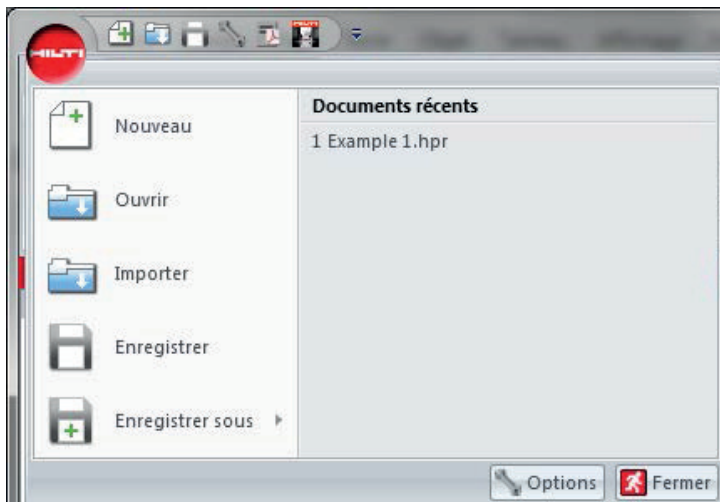 HILTI
Nouveau
Ouvrir
Importer
Enregistrer
Enregistrer sous
Documents récents
1 Example 1.hpr
Options
Fermer